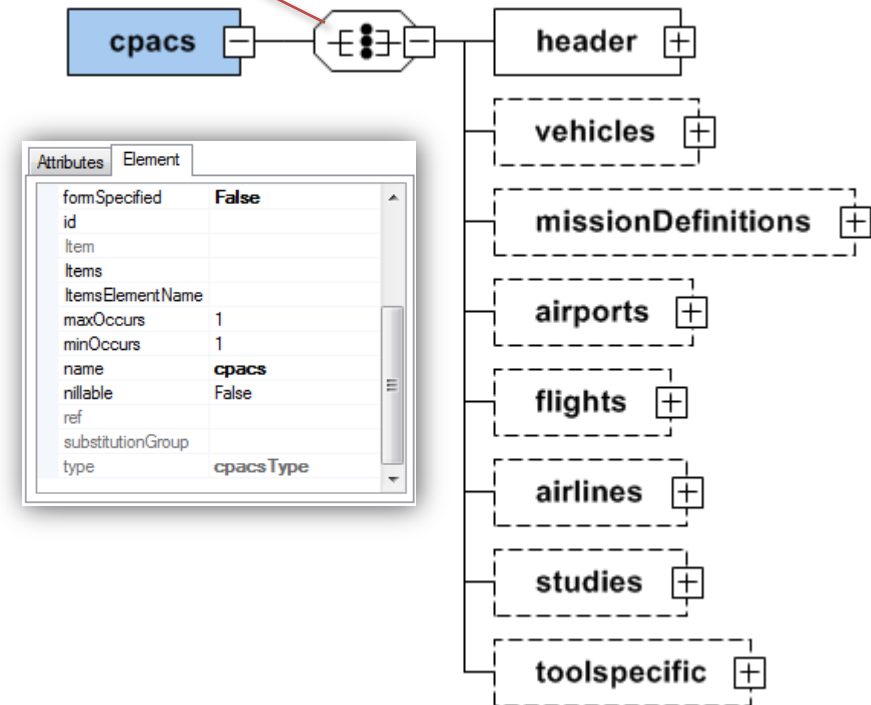 cpacs
header
vehicles
missionDefinitions
airports
flights
airlines
studies
toolspecific
Attributes Element
formSpecified False
id
Item
Items
ItemsElementName
maxOccurs 1
minOccurs 1
name cpacs
nillable False
ref
substitutionGroup
type cpacsType